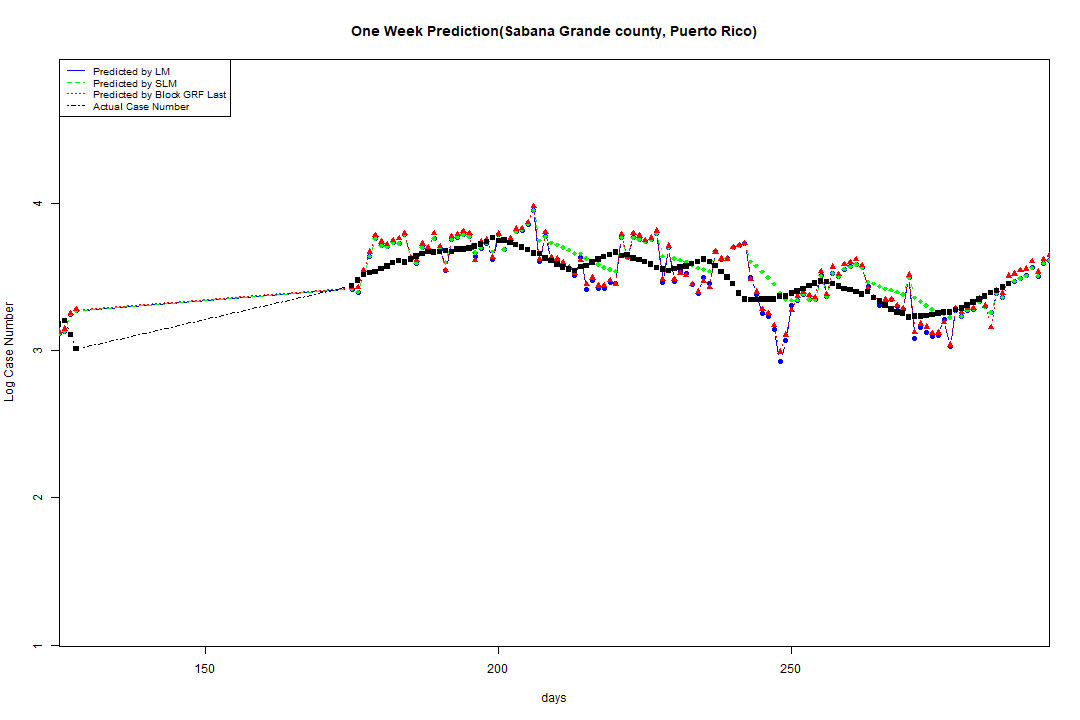 One Week Prediction(Sabana Grande county, Puerto Rico)
Predicted by LM
Predicted by SLM
Predicted by Block GRF Last
Actual Case Number
4
3
2
1
Log Case Number
150 200 250
days